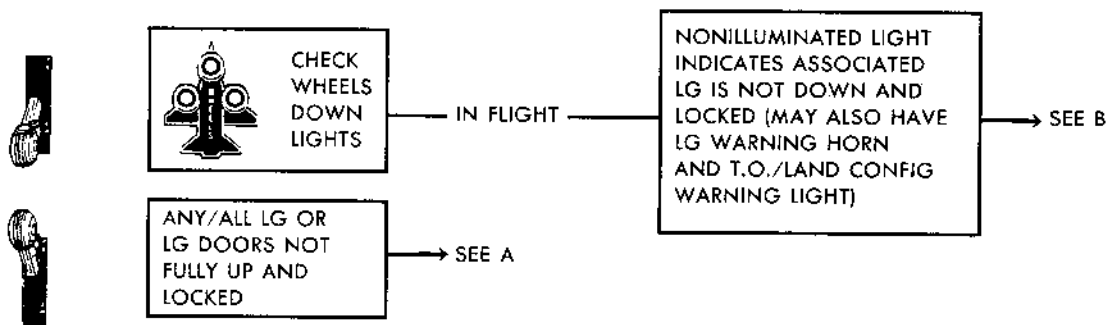 CHECK
WHEELS
DOWN
LIGHTS
IN FLIGHT
NONILLUMINATED LIGHT
INDICATES ASSOCIATED
LG IS NOT DOWN AND
LOCKED (MAY ALSO HAVE
LG WARNING HORN
AND T.O./LAND CONFIG
WARNING LIGHT)
SEE B
ANY/ALL LG OR
LG DOORS NOT
FULLY UP AND
LOCKED
SEE A